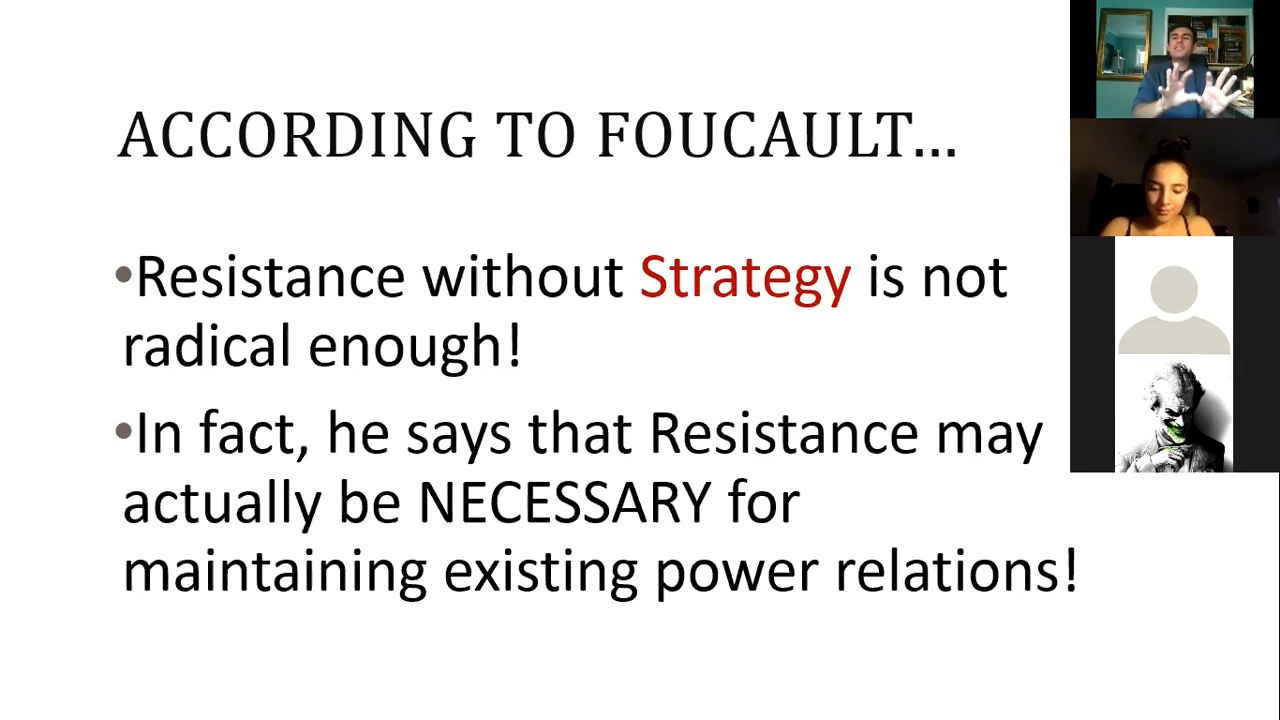 ACCORDING TO FOUCAULT...
•Resistance without Strategy is not
radical enough!
•In fact, he says that Resistance may
actually be NECESSARY for
maintaining existing power relations!